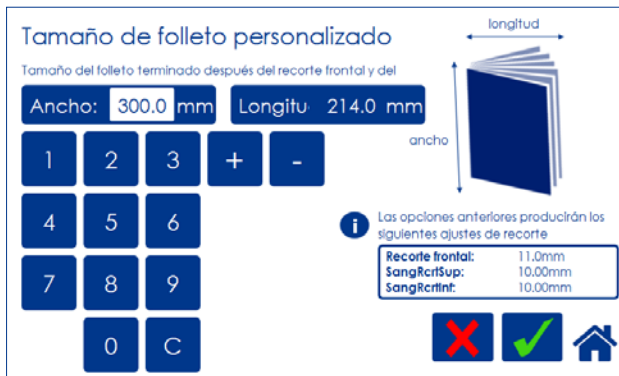 Tamaño de folleto personalizado
Tamaño del folleto terminado después del recorte frontal y del
Ancho: 300.0 mm
Longitu 214.0 mm
1 2 3 + -
4 5 6
7 8 9
0 C
longitud
ancho
i
Las opciones anteriores producirán los
siguientes ajustes de recorte
Recorte frontal: 11.0mm
SangRcrtSup: 10.00mm
SangRcrtInf: 10.00mm